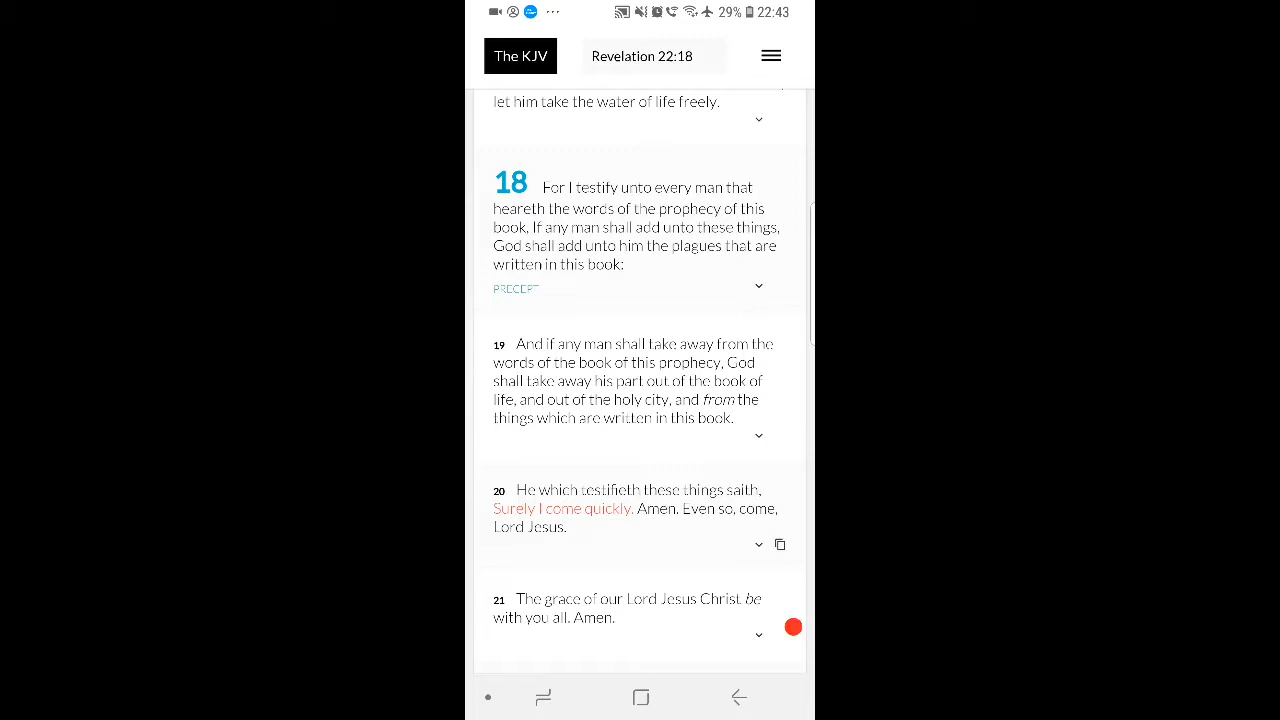 29% 22:43
The KJV Revelation 22:18
let him take the water of life freely.
18 For I testify unto every man that
heareth the words of the prophecy of this
book, If any man shall add unto these things,
God shall add unto him the plagues that are
written in this book:
PRECEPT
19 And if any man shall take away from the
words of the book of this prophecy, God
shall take away his part out of the book of
life, and out of the holy city, and from the
things which are written in this book.
20 He which testifieth these things saith,
Surely I come quickly. Amen. Even so, come,
Lord Jesus.
21 The grace of our Lord Jesus Christ be
with you all. Amen.